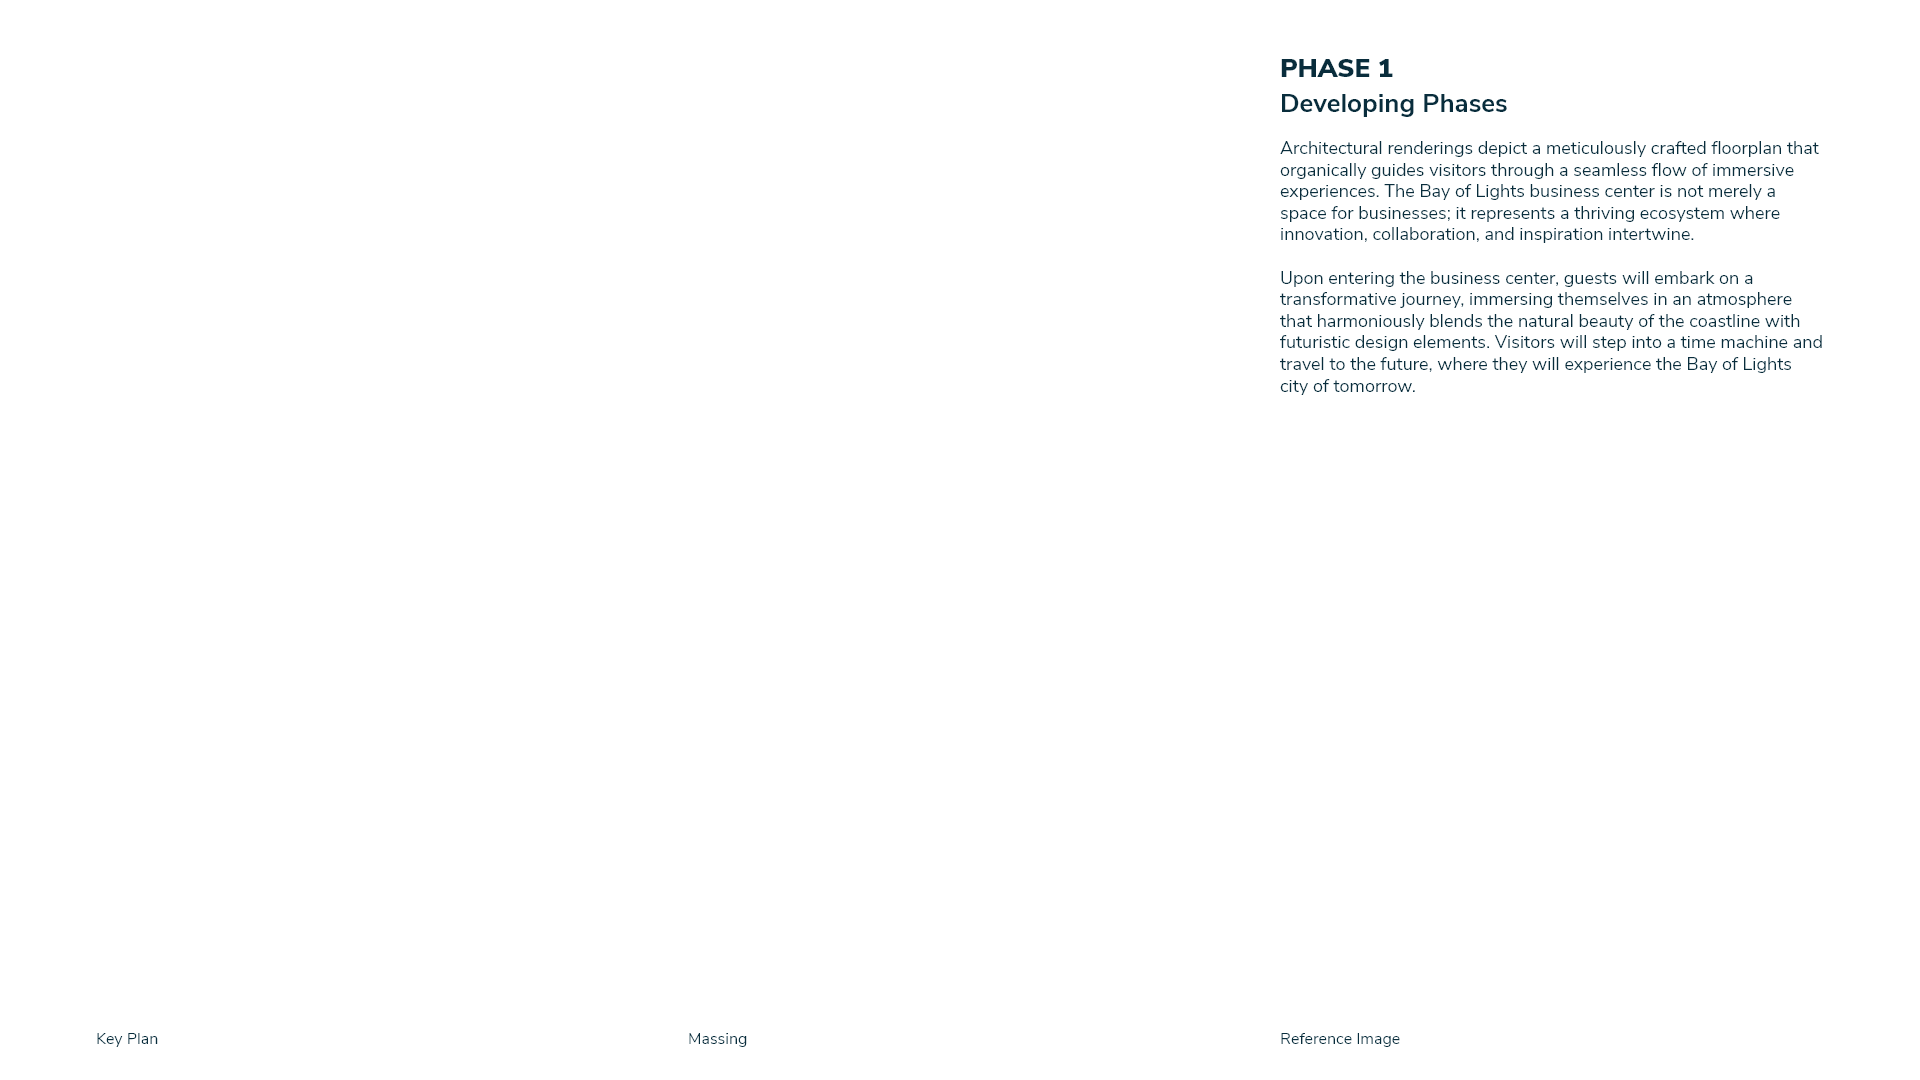 PHASE 1
Developing Phases
Architectural renderings depict a meticulously crafted floorplan that
organically guides visitors through a seamless flow of immersive
experiences. The Bay of Lights business center is not merely a
space for businesses; it represents a thriving ecosystem where
innovation, collaboration, and inspiration intertwine.
Upon entering the business center, guests will embark on a
transformative journey, immersing themselves in an atmosphere
that harmoniously blends the natural beauty of the coastline with
futuristic design elements. Visitors will step into a time machine and
travel to the future, where they will experience the Bay of Lights
city of tomorrow.
Key Plan
Massing
Reference Image